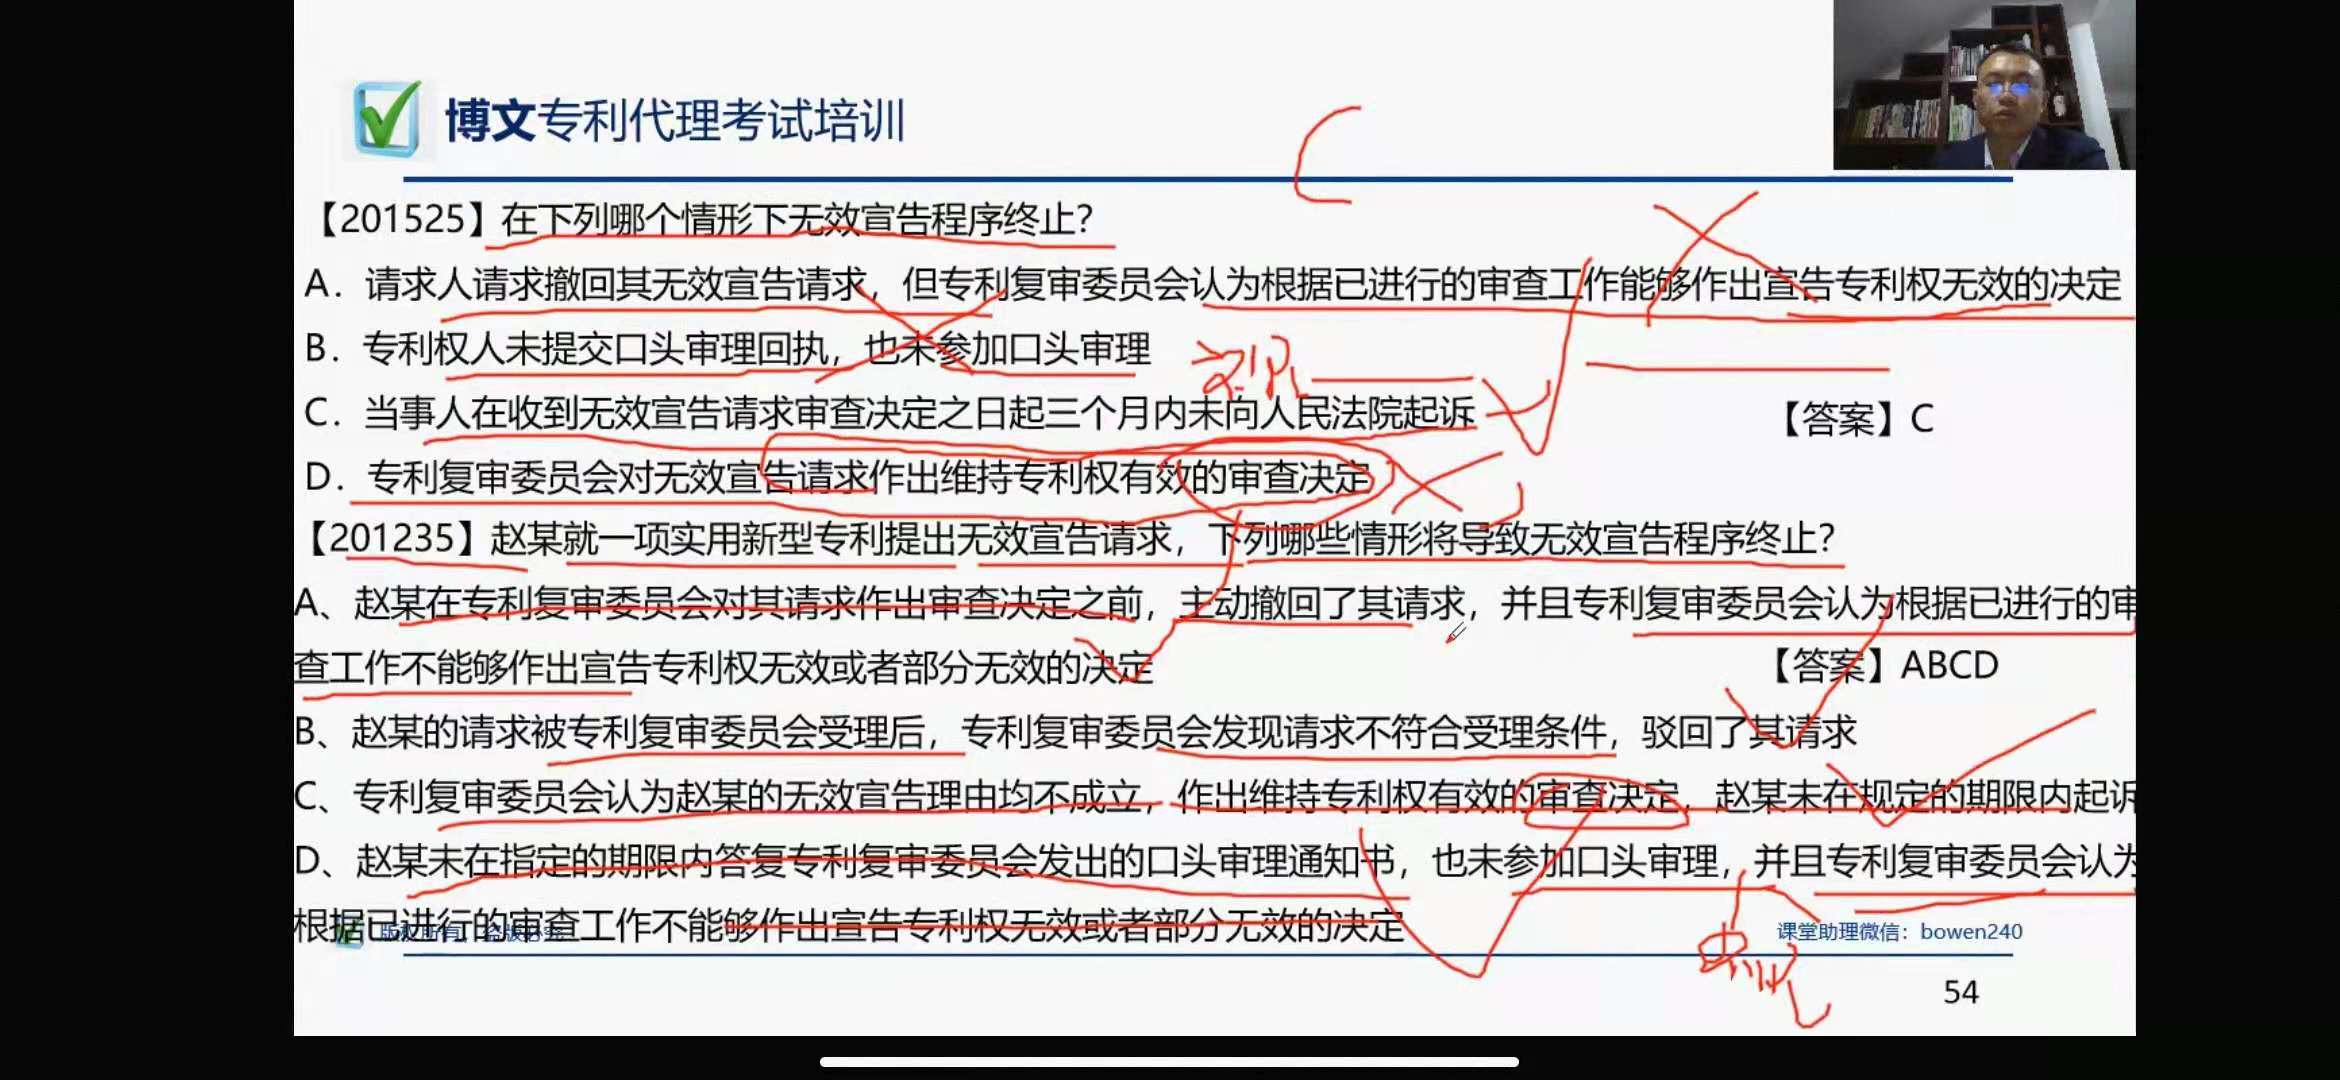 博文专利代理考试培训
【201525】在下列哪个情形下无效宣告程序终止?
A. 请求人请求撤回其无效宣告请求，但专利复审委员会认为根据已进行的审查工作能够作出宣告专利权无效的决定
B. 专利权人未提交口头审理回执，也未参加口头审理
C. 当事人在收到无效宣告请求审查决定之日起三个月内未向人民法院起诉
【答案】C
D. 专利复审委员会对无效宣告请求作出维持专利权有效的审查决定
【201235】赵某就一项实用新型专利提出无效宣告请求，下列哪些情形将导致无效宣告程序终止?
A、赵某在专利复审委员会对其请求作出审查决定之前，主动撤回了其请求，并且专利复审委员会认为根据已进行的审
查工作不能够作出宣告专利权无效或者部分无效的决定
【答案】ABCD
B、赵某的请求被专利复审委员会受理后，专利复审委员会发现请求不符合受理条件，驳回了其请求
C、专利复审委员会认为赵某的无效宣告理由均不成立，作出维持专利权有效的审查决定，赵某未在规定的期限内起诉
D、赵某未在指定的期限内答复专利复审委员会发出的口头审理通知书，也未参加口头审理，并且专利复审委员会认为
根据已进行的审查工作不能够作出宣告专利权无效或者部分无效的决定
版权所有，盗版必究
课堂助理微信：bowen240
54